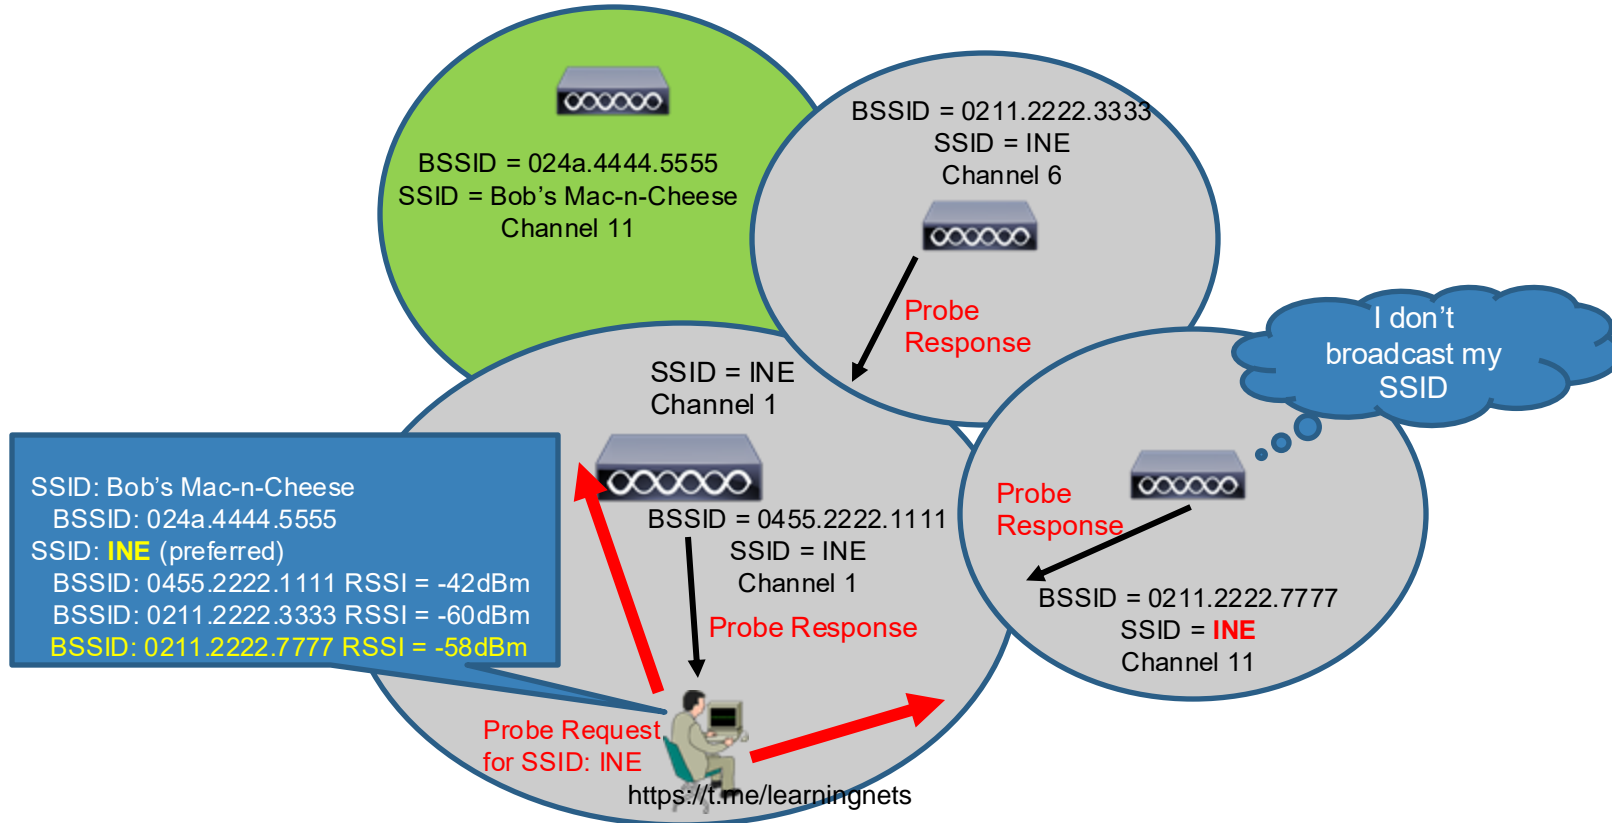 BSSID = 024a.4444.5555
SSID = Bob’s Mac-n-Cheese
Channel 11
BSSID = 0211.2222.3333
SSID = INE
Channel 6
Probe
Response
I don’t
broadcast my
SSID
SSID = INE
Channel 1
BSSID = 0455.2222.1111
SSID = INE
Channel 1
Probe Response
Probe
Response
BSSID = 0211.2222.7777
SSID = INE
Channel 11
SSID: Bob’s Mac-n-Cheese
BSSID: 024a.4444.5555
SSID: INE (preferred)
BSSID: 0455.2222.1111 RSSI = -42dBm
BSSID: 0211.2222.3333 RSSI = -60dBm
BSSID: 0211.2222.7777 RSSI = -58dBm
Probe Request
for SSID: INE
https://t.me/learningnets